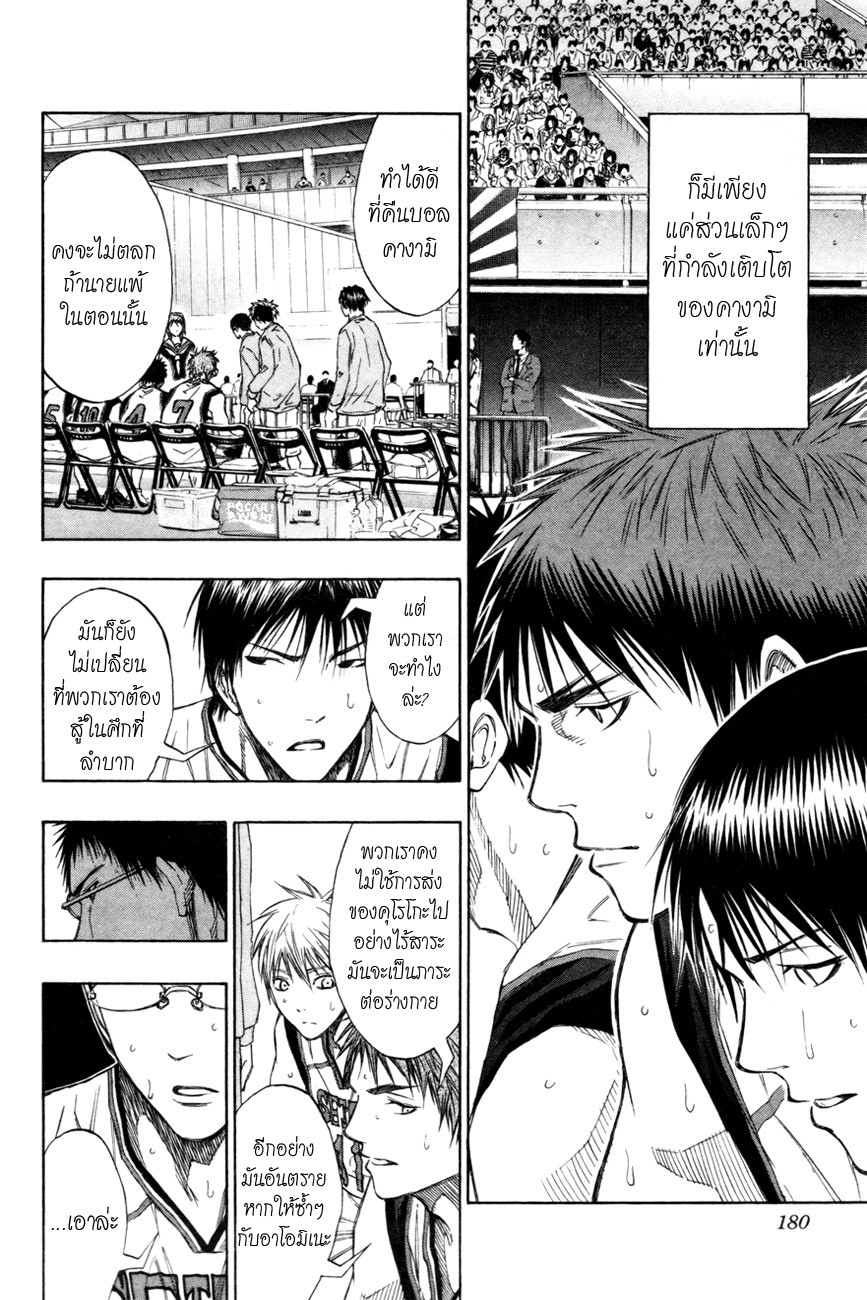 ก็มีเพียง
แค่ส่วนเล็กๆ
ที่กำลังเติบโต
ของคางามิ
เท่านั้น
ทำได้ดี
ที่คืนบอล
คางามิ
คงจะไม่ตลก
ถ้านายแพ้
ในตอนนั้น
5
10
4
7
POCARI
SWEAT
แต่
พวกเรา
จะทำไง
ล่ะ?
มันก็ยัง
ไม่เปลี่ยน
ที่พวกเราต้อง
สู้ในศึกที่
ลำบาก
พวกเราคง
ไม่ใช้การส่ง
ของคุโรโกะไป
อย่างไร้สาระ
มันจะเป็นภาระ
ต่อร่างกาย
อีกอย่าง
มันอันตราย
หากให้ซ้ำๆ
กับอาโอมิเนะ
...เอาล่ะ
180